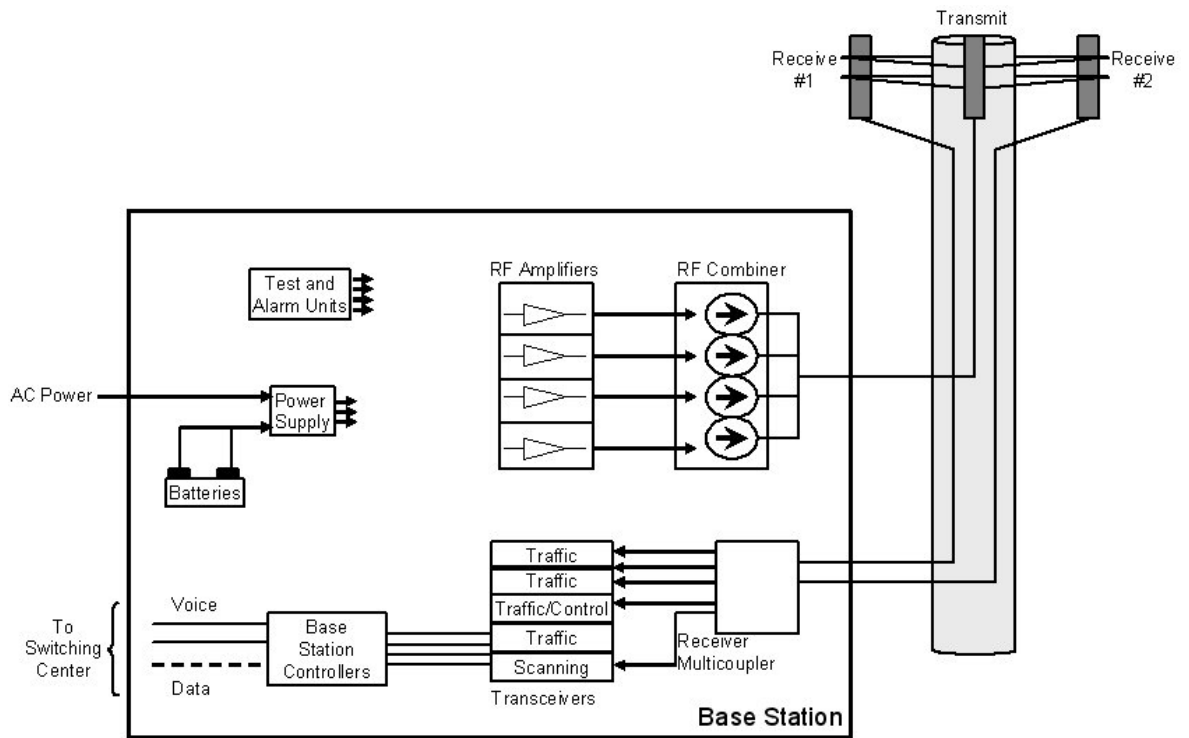 Transmit
Receive
#1
Receive
#2
RF Amplifiers
RF Combiner
Test and
Alarm Units
AC Power
Power
Supply
Batteries
Traffic
Traffic
Traffic/Control
Traffic
Scanning
Transceivers
Receiver
Multicoupler
Voice
To
Switching
Center
Data
Base
Station
Controllers
Base Station